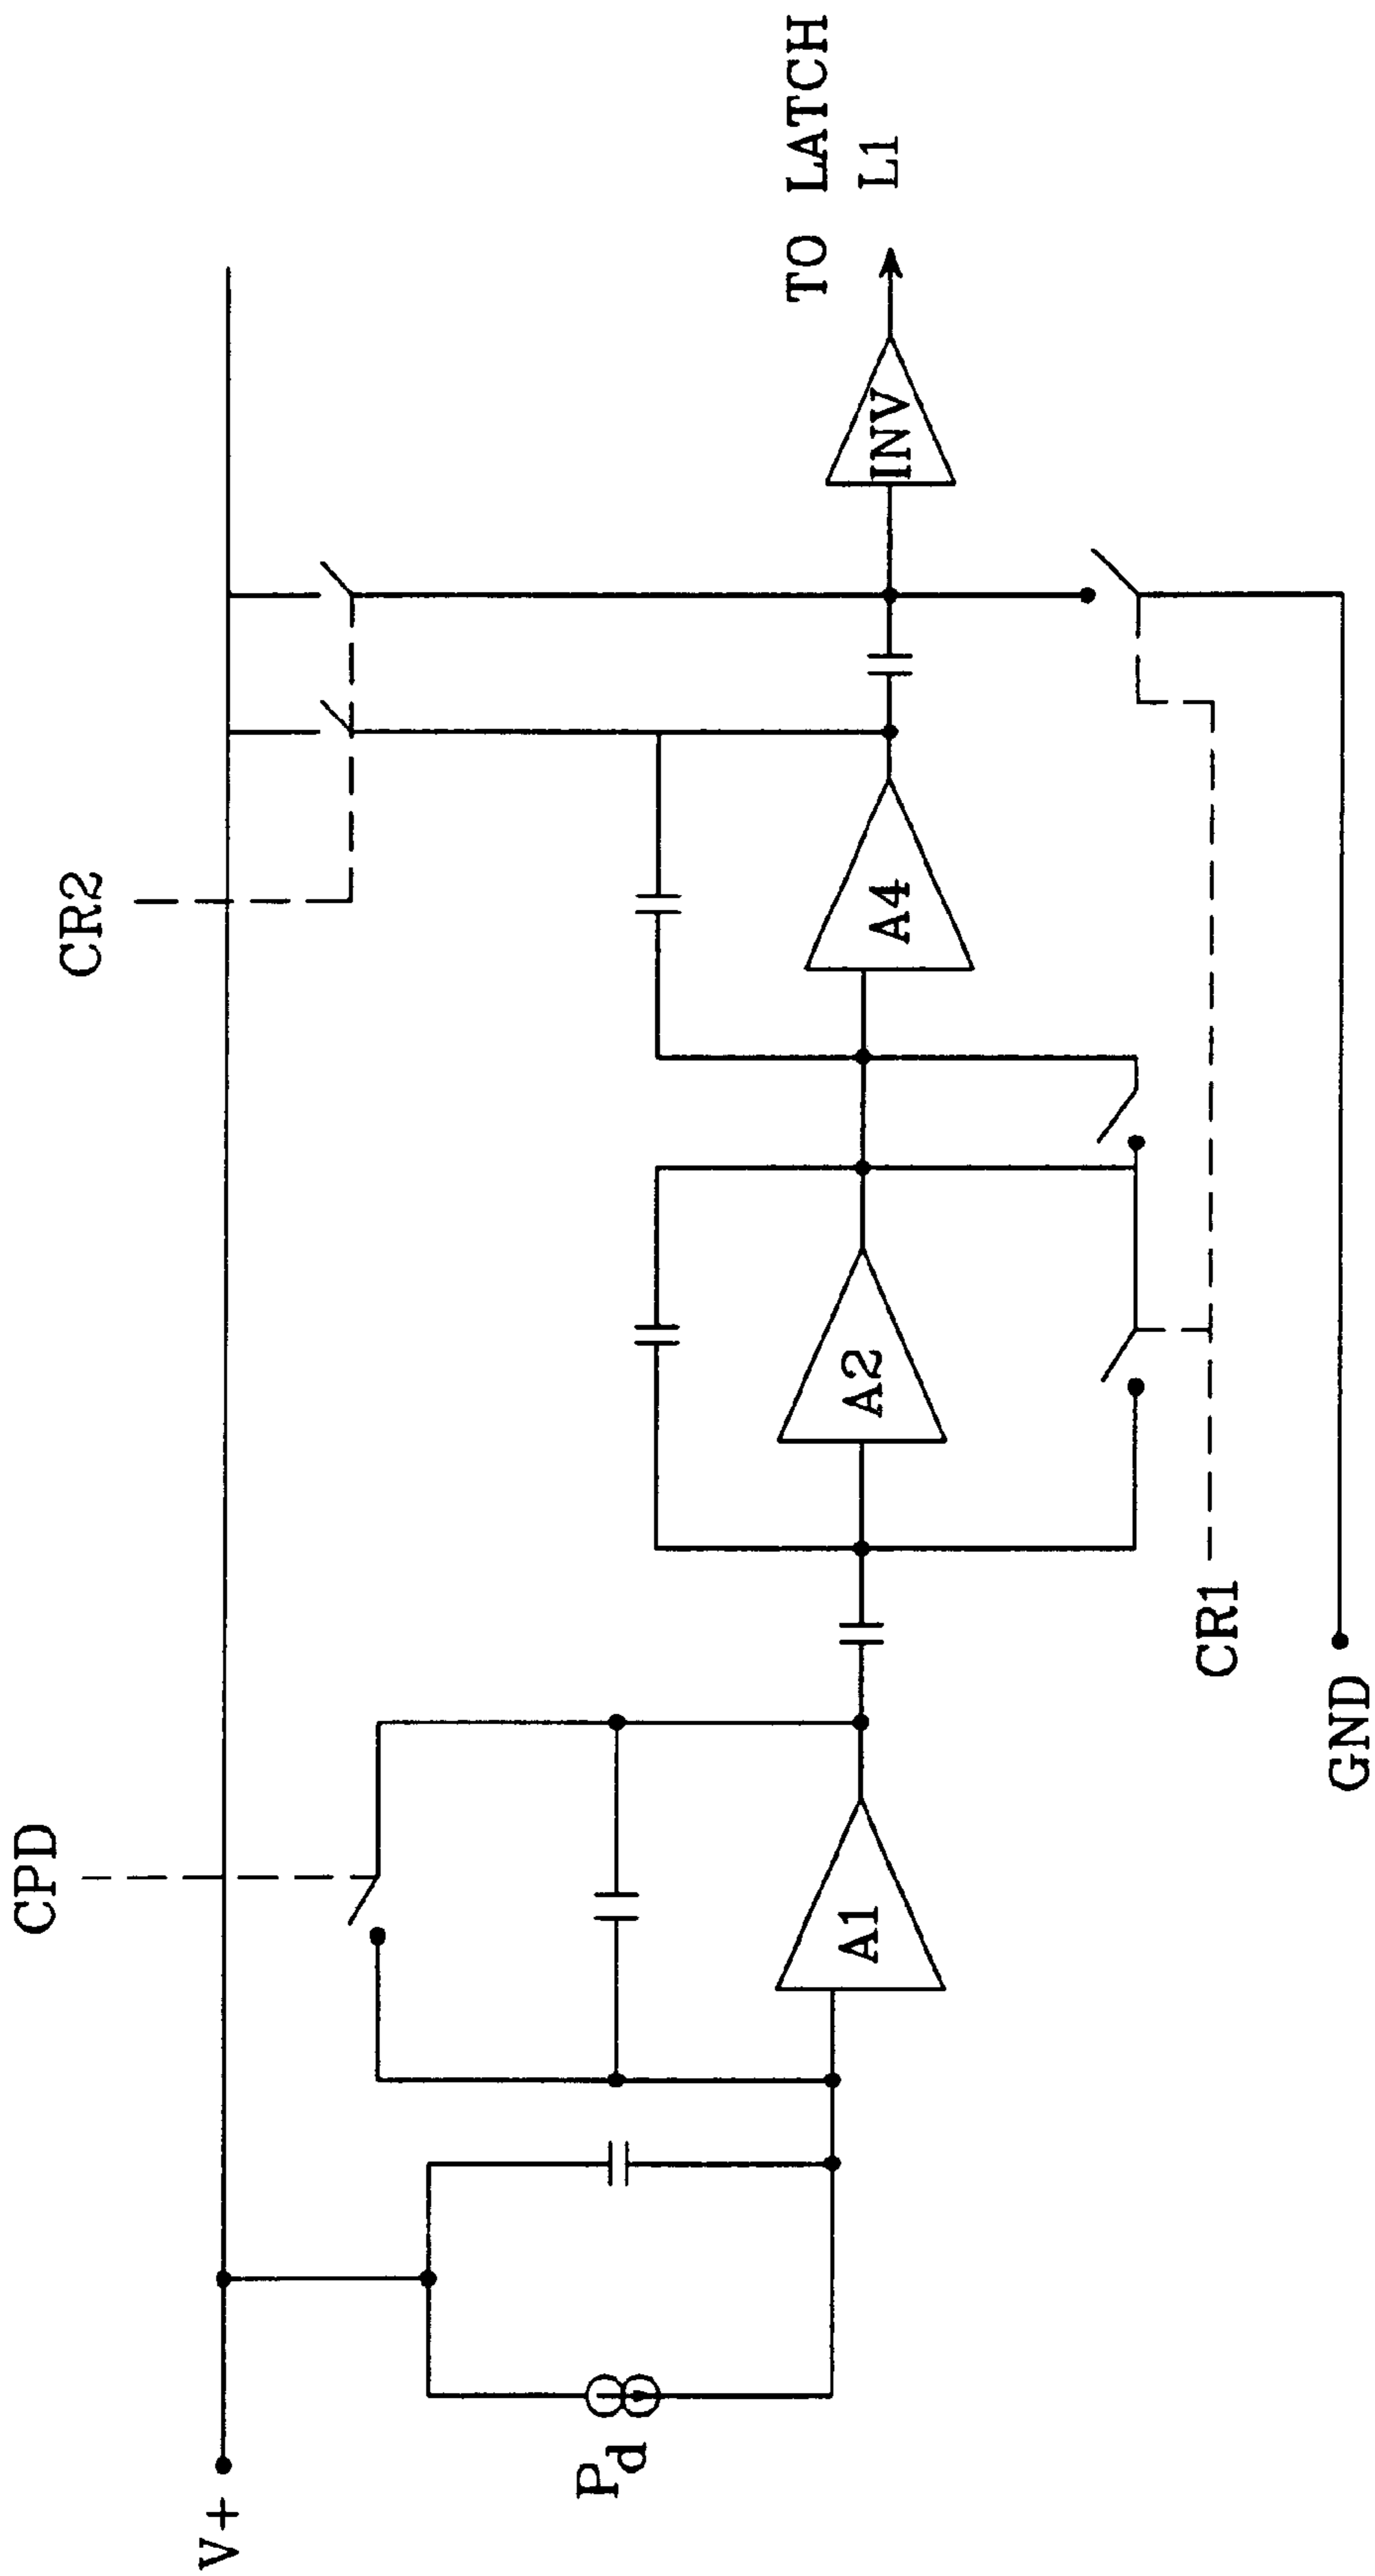 CPD
CR2
V+
Pd
A1
A2
A4
INV
TO LATCH
L1
CR1
GND